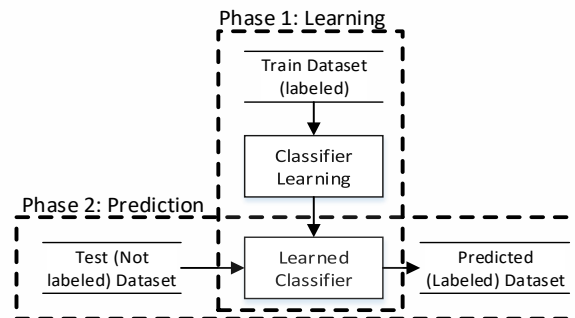 Phase 1: Learning
Train Dataset
(labeled)
Classifier
Learning
Phase 2: Prediction
Test (Not
labeled) Dataset
Learned
Classifier
Predicted
(Labeled) Dataset